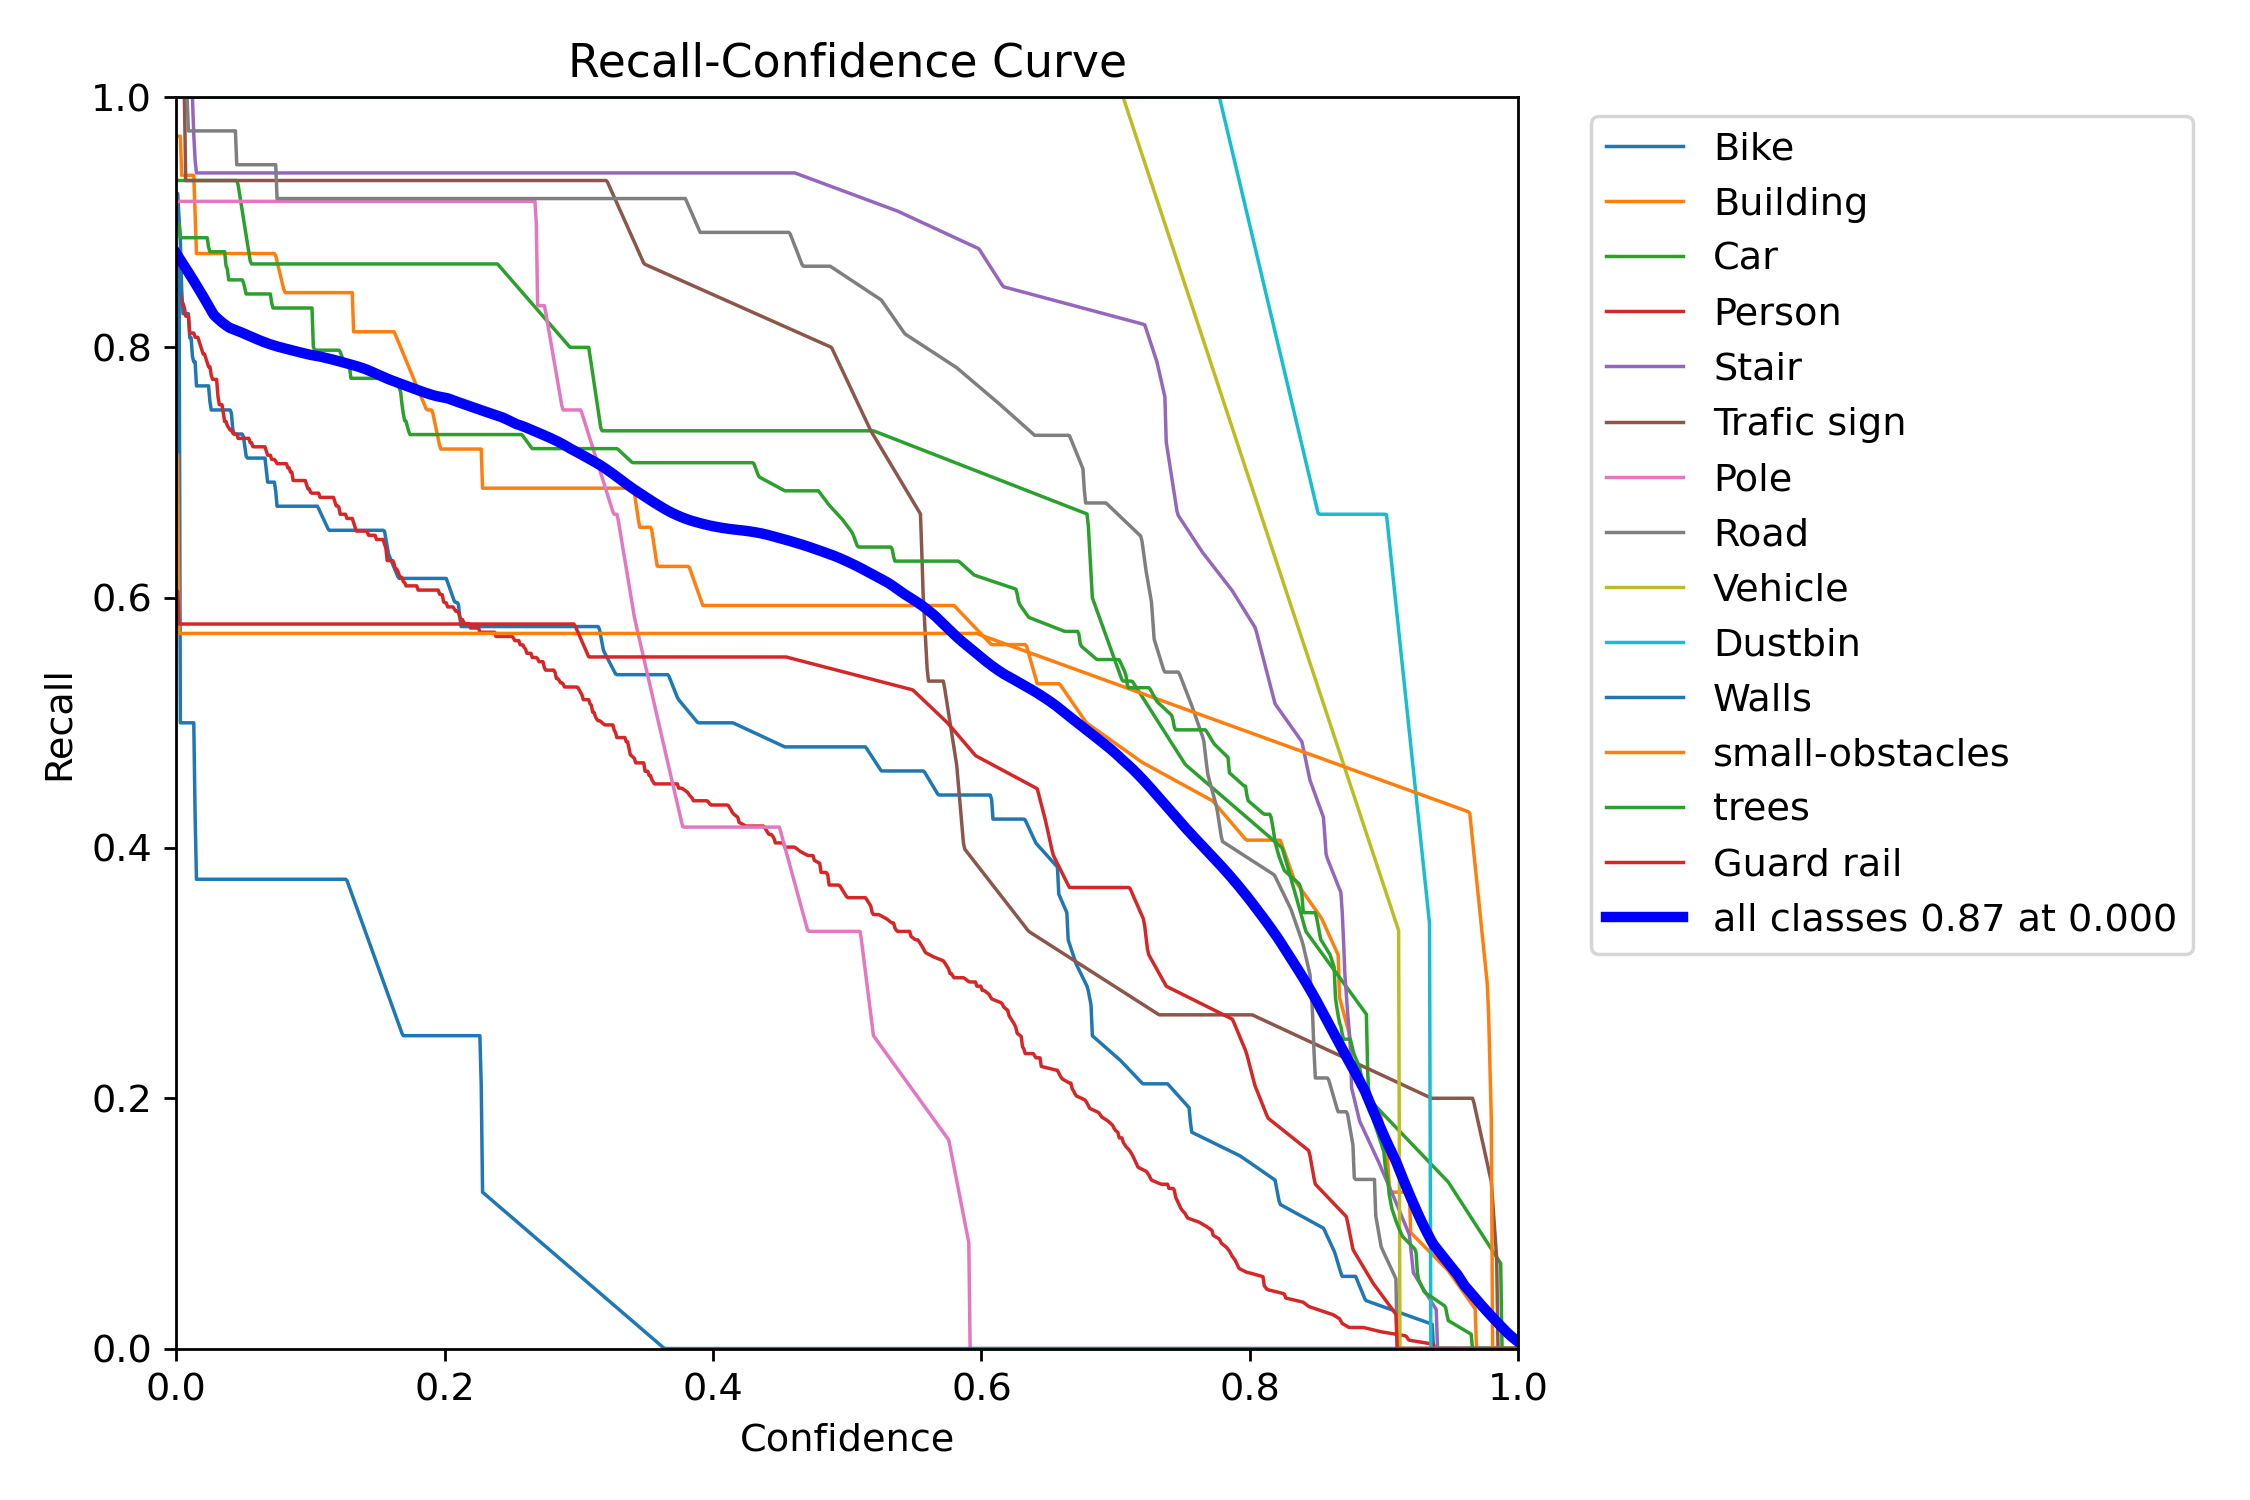 Recall-Confidence Curve
1.0
0.8
0.6
0.4
0.2
0.0
Recall
0.0 0.2 0.4 0.6 0.8 1.0
Confidence
Bike
Building
Car
Person
Stair
Trafic sign
Pole
Road
Vehicle
Dustbin
Walls
small-obstacles
trees
Guard rail
all classes 0.87 at 0.000